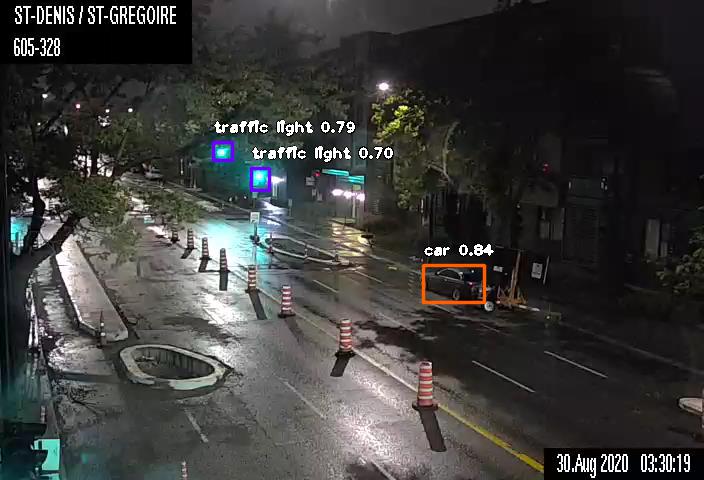 ST-DENIS / ST-GREGOIRE
605-328
traffic light 0.79
traffic light 0.70
car 0.84
30.Aug 2020 03:30:19